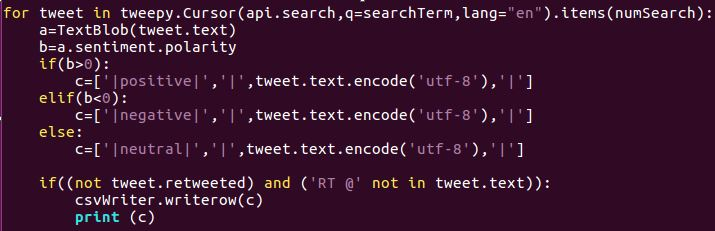 for tweet in tweepy.Cursor(api.search,q=searchTerm,lang="en").items(numSearch):
    a=TextBlob(tweet.text)
    b=a.sentiment.polarity
    if(b>0):
        c=['|positive|','|',tweet.text.encode('utf-8'),'|']
    elif(b<0):
        c=['|negative|','|',tweet.text.encode('utf-8'),'|']
    else:
        c=['|neutral|','|',tweet.text.encode('utf-8'),'|']
    if((not tweet.retweeted) and ('RT @' not in tweet.text)):
        csvWriter.writerow(c)
        print (c)